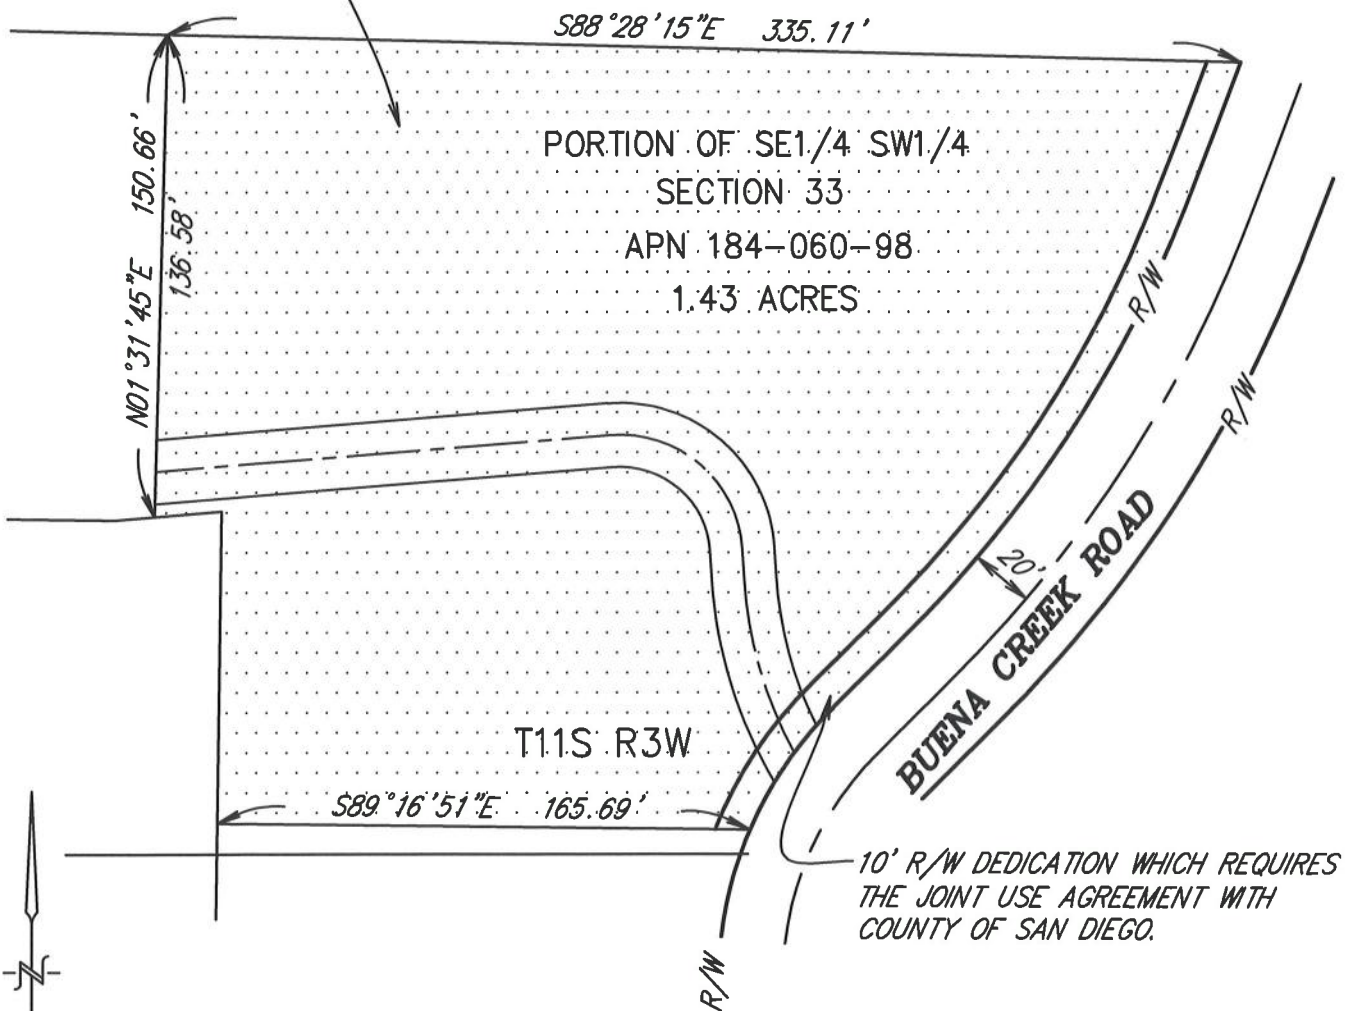 S88°28'15"E 335.11'
N01°31'45"E 150.66'
136.58'
PORTION OF SE1/4 SW1/4
SECTION 33
APN 184-060-98
1.43 ACRES
R/W
R/W
20'
BUENA CREEK ROAD
T11S R3W
S89°16'51"E 165.69'
10' R/W DEDICATION WHICH REQUIRES
THE JOINT USE AGREEMENT WITH
COUNTY OF SAN DIEGO.
R/W
N